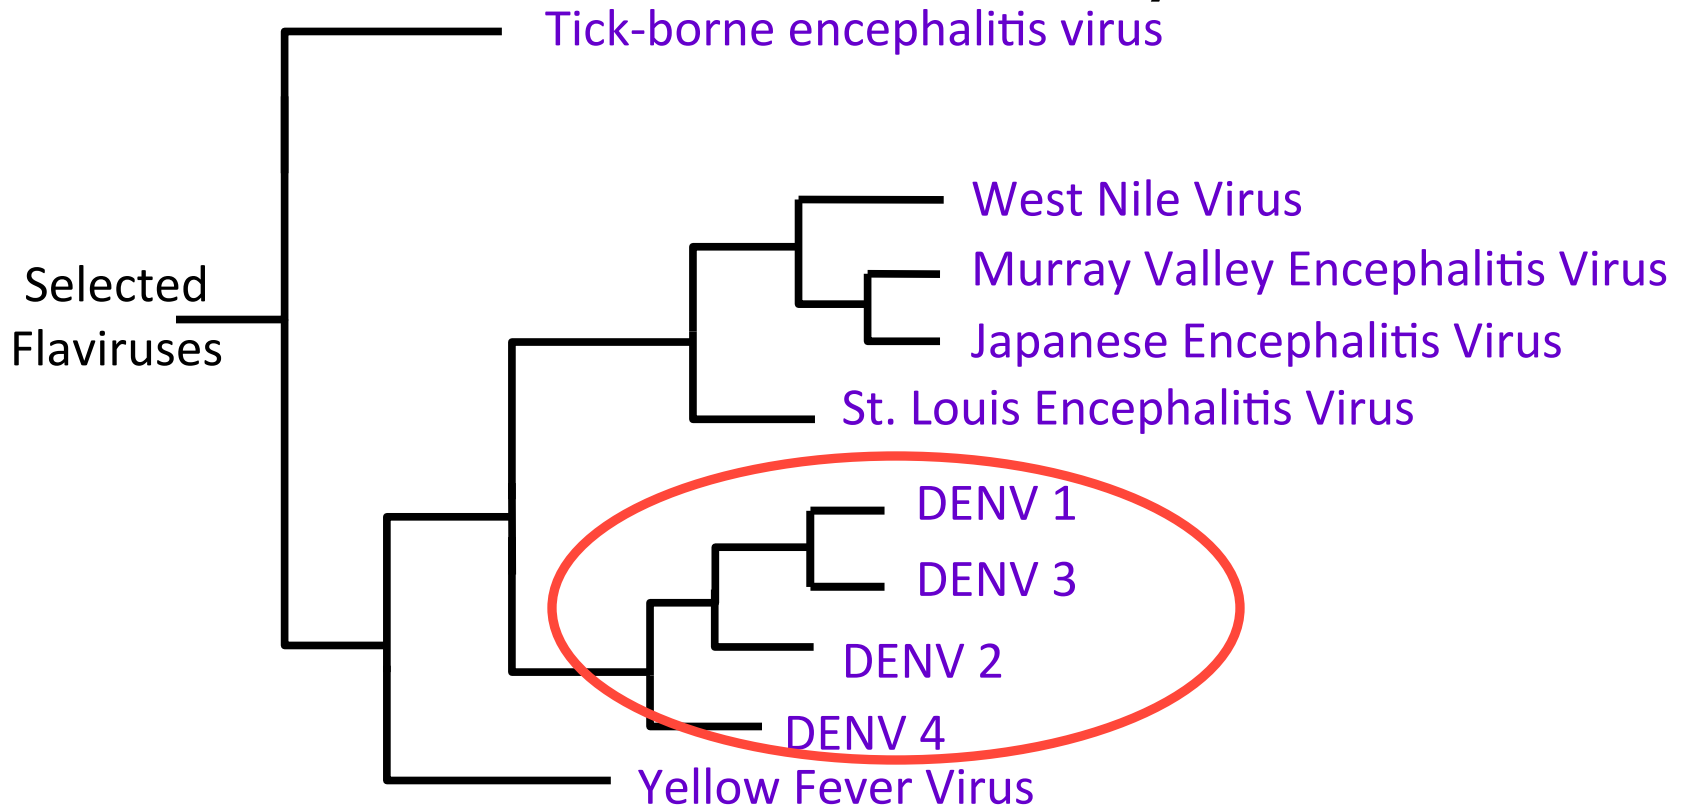 Tick-borne encephalitis virus
West Nile Virus
Selected
Flaviruses
Murray Valley Encephalitis Virus
Japanese Encephalitis Virus
St. Louis Encephalitis Virus
DENV 1
DENV 3
DENV 2
DENV 4
Yellow Fever Virus